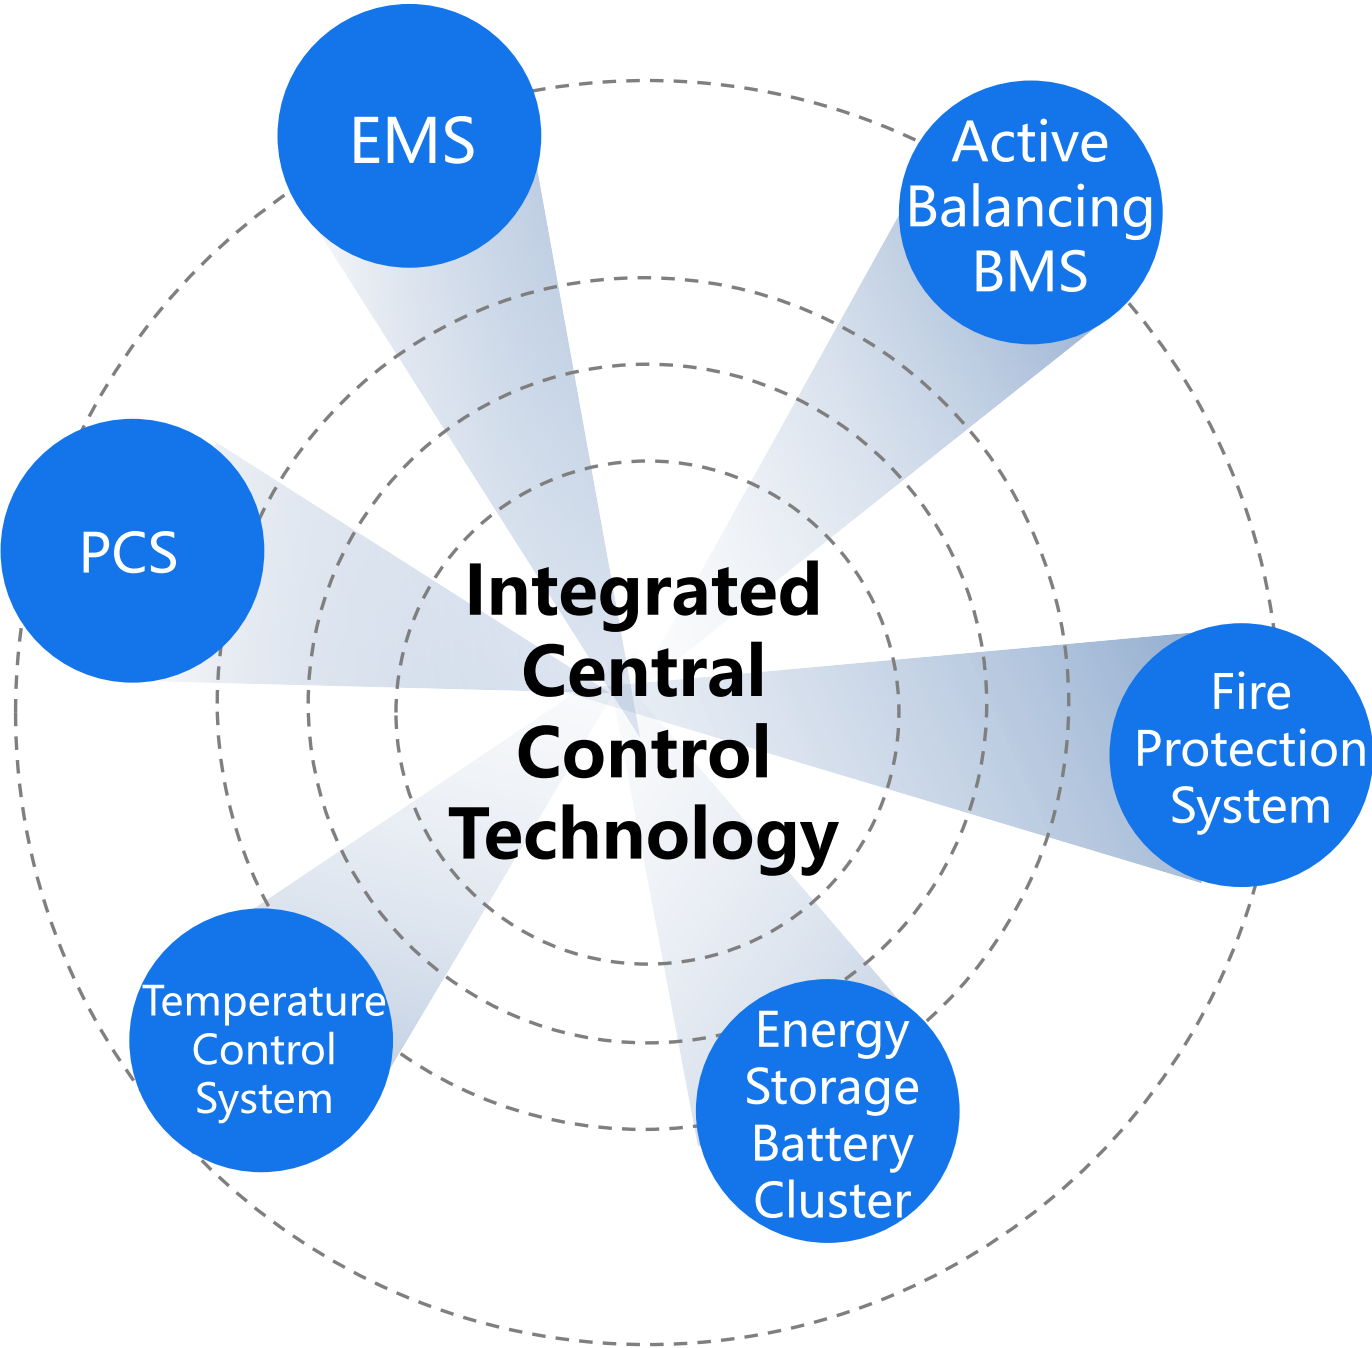 EMS
Active
Balancing
BMS
PCS
Integrated
Central
Control
Technology
Fire
Protection
System
Temperature
Control
System
Energy
Storage
Battery
Cluster